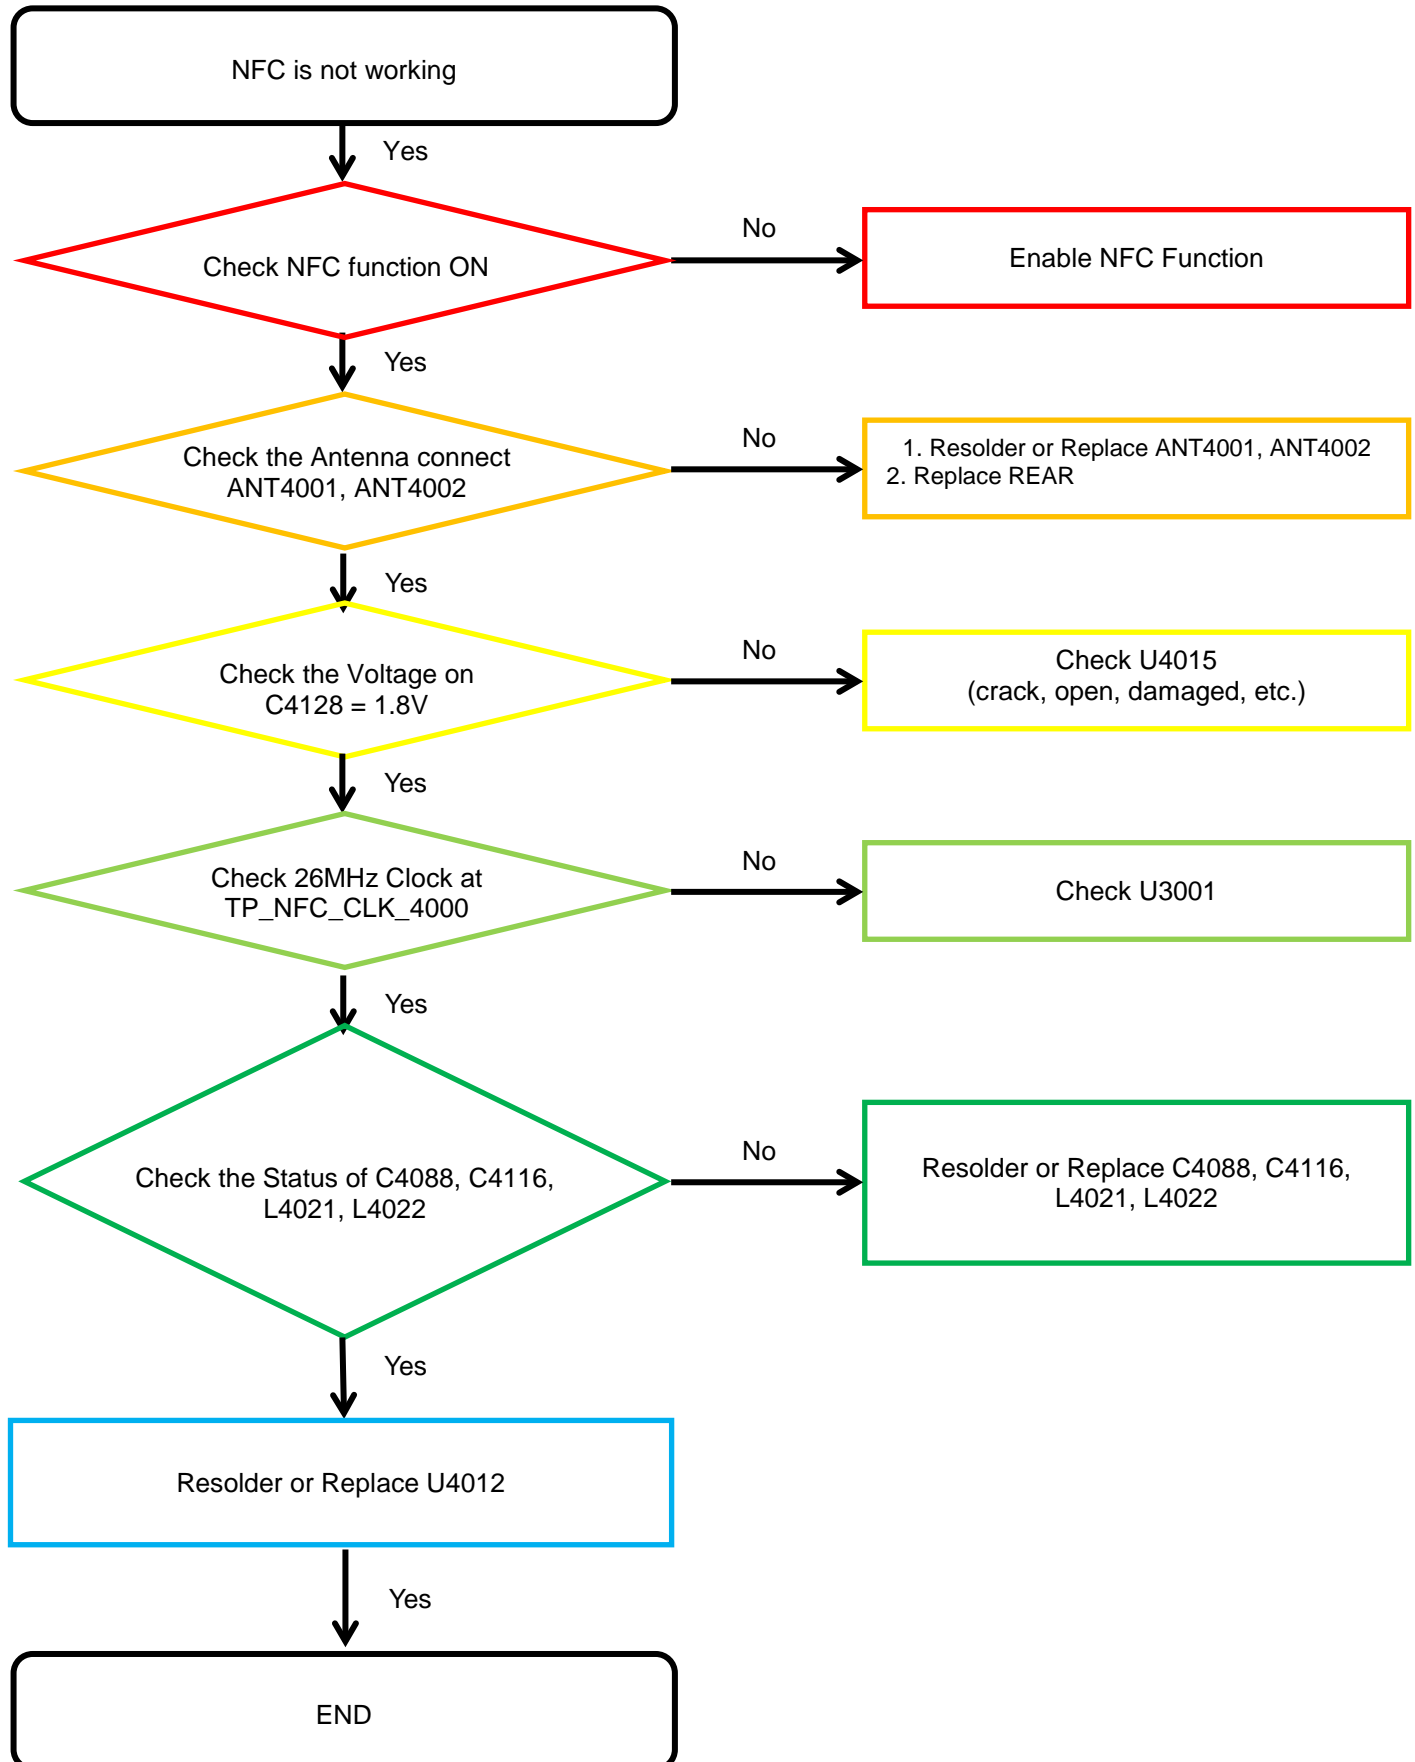 NFC is not working
Yes
Check NFC function ON
No
Enable NFC Function
Yes
Check the Antenna connect
ANT4001, ANT4002
No
1. Resolder or Replace ANT4001, ANT4002
2. Replace REAR
Yes
Check the Voltage on
C4128 = 1.8V
No
Check U4015
(crack, open, damaged, etc.)
Yes
Check 26MHz Clock at
TP_NFC_CLK_4000
No
Check U3001
Yes
Check the Status of C4088, C4116,
L4021, L4022
No
Resolder or Replace C4088, C4116,
L4021, L4022
Yes
Resolder or Replace U4012
Yes
END